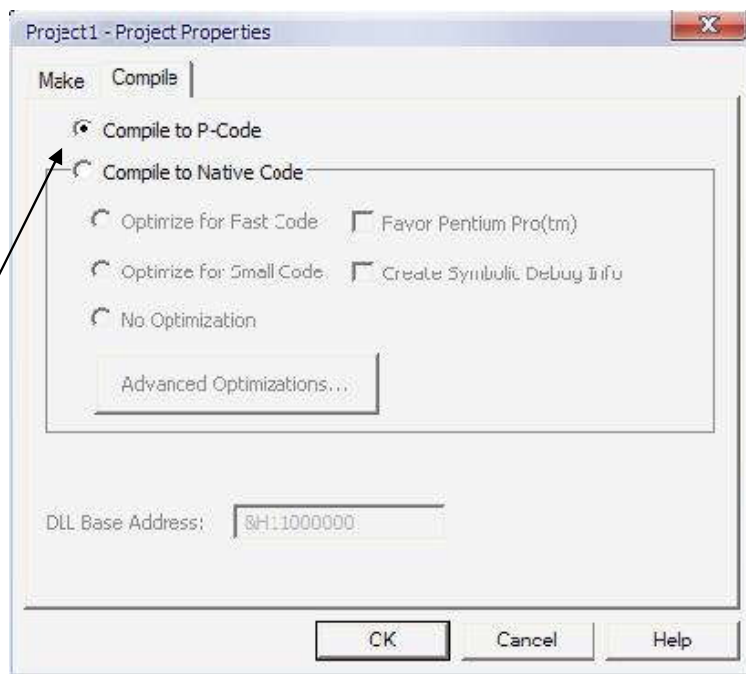 Project1 - Project Properties
Make Compile
Compile to P-Code
Compile to Native Code
Optimize for Fast Code Favor Pentium Pro(tm)
Optimize for Small Code Create Symbolic Debug Info
No Optimization
Advanced Optimizations...
DLL Base Address: &H11000000
OK Cancel Help